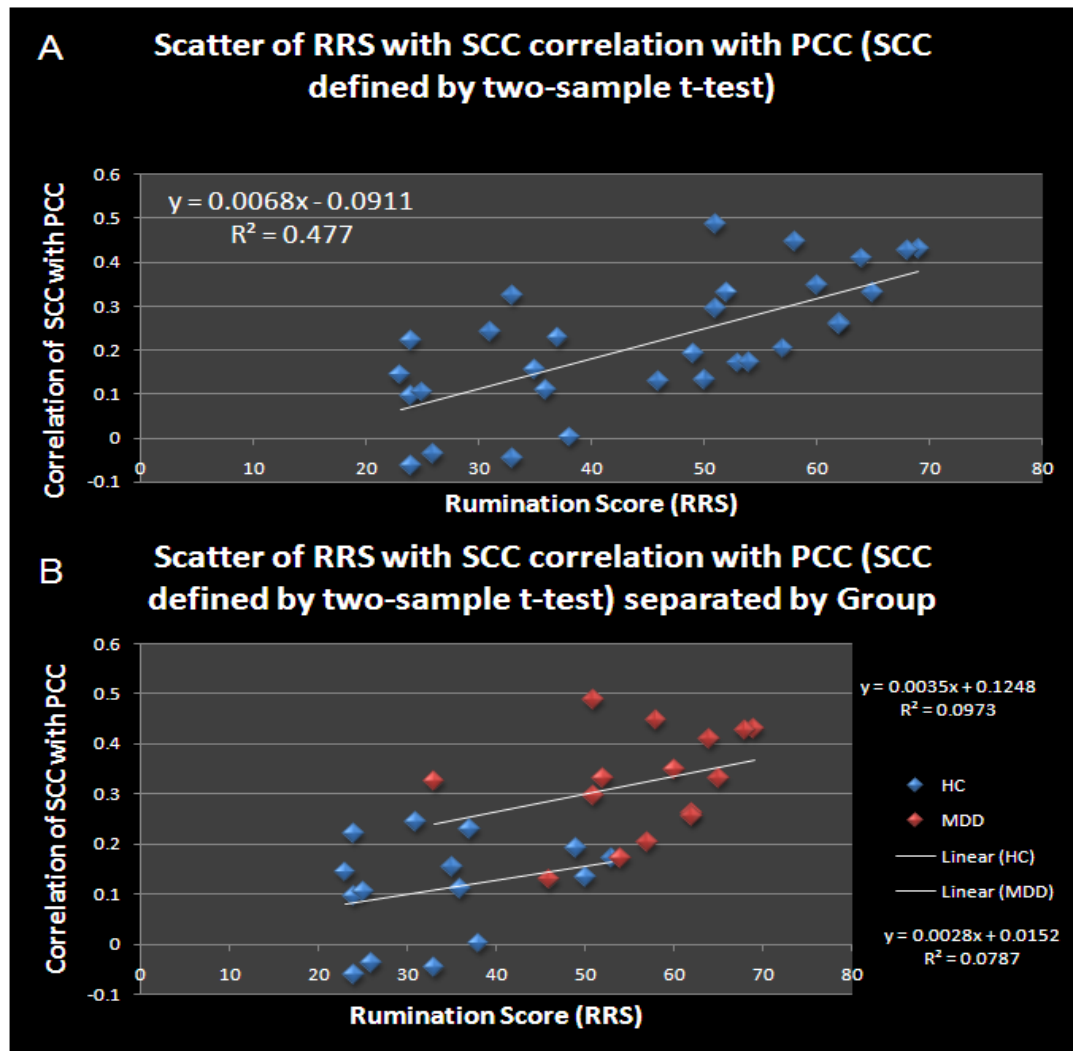 A
Scatter of RRS with SCC correlation with PCC (SCC
defined by two-sample t-test)
Correlation of SCC with PCC
0.6
0.5
0.4
0.3
0.2
0.1
0
-0.1
y = 0.0068x - 0.0911
R² = 0.477
0 10 20 30 40 50 60 70 80
Rumination Score (RRS)
B
Scatter of RRS with SCC correlation with PCC (SCC
defined by two-sample t-test) separated by Group
Correlation of SCC with PCC
0.6
0.5
0.4
0.3
0.2
0.1
0
-0.1
0 10 20 30 40 50 60 70 80
Rumination Score (RRS)
y = 0.0035x + 0.1248
R² = 0.0973
HC
MDD
Linear (HC)
Linear (MDD)
y = 0.0028x + 0.0152
R² = 0.0787